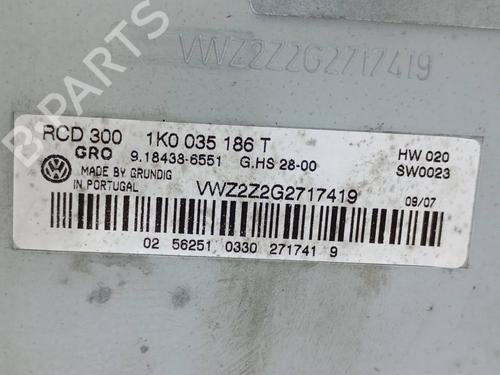 VWZ2Z2G2717419
RCD 300 1K0 035 186 T
GRO 9.18438-6551 G.HS 28-00 HW 020
MADE BY GRUNDIG SW0023
IN PORTUGAL VWZ2Z2G2717419 09/07
02 56251 0330 271741 9
B-PARTS